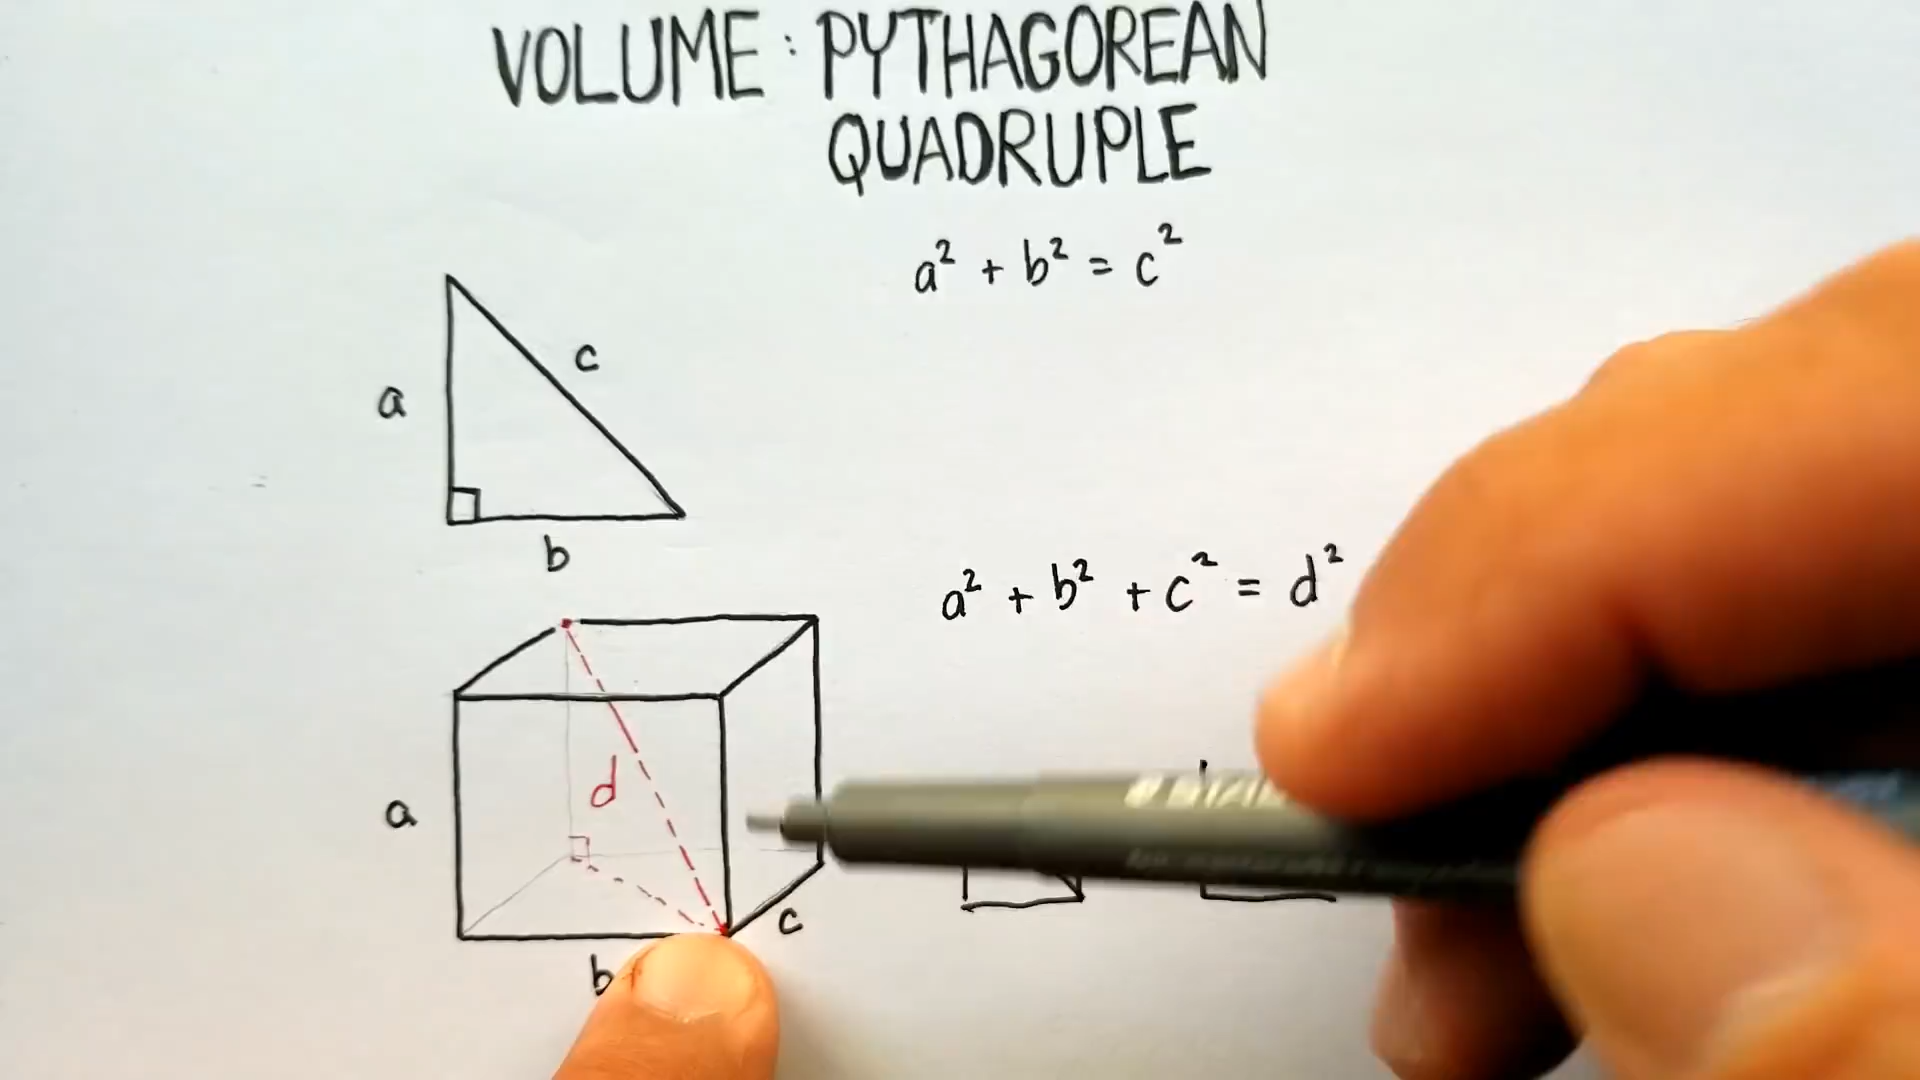 VOLUME : PYTHAGOREAN
QUADRUPLE
a² + b² = c²
c
a
b
a² + b² + c² = d²
d
a
c
b